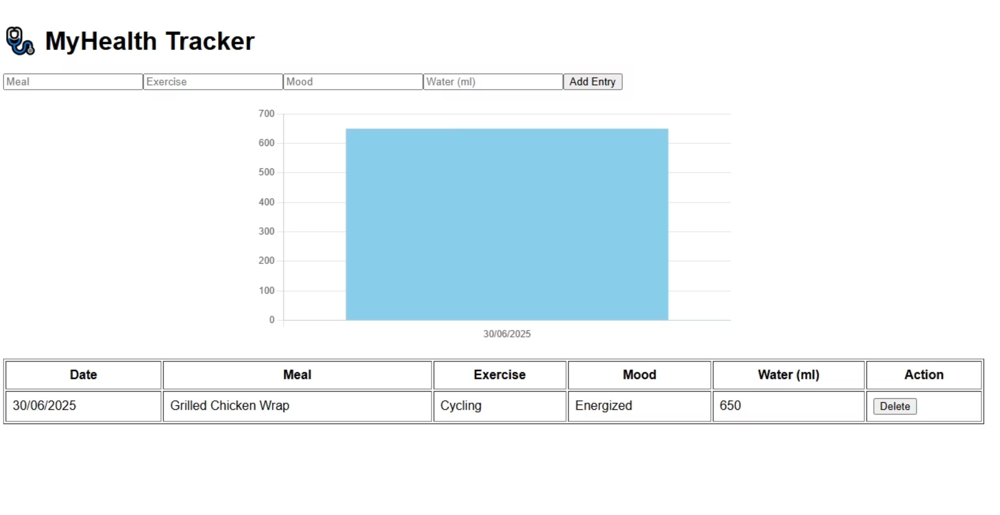 MyHealth Tracker
Meal Exercise Mood Water (ml) Add Entry
700
600
500
400
300
200
100
0
30/06/2025
Date Meal Exercise Mood Water (ml) Action
30/06/2025 Grilled Chicken Wrap Cycling Energized 650 Delete